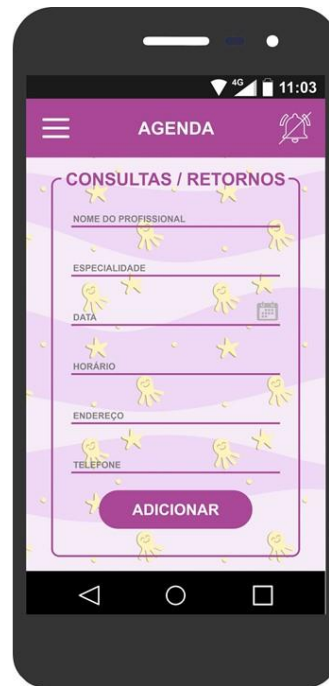 4G 11:03
AGENDA
CONSULTAS / RETORNOS
NOME DO PROFISSIONAL
ESPECIALIDADE
DATA
HORÁRIO
ENDEREÇO
TELEFONE
ADICIONAR